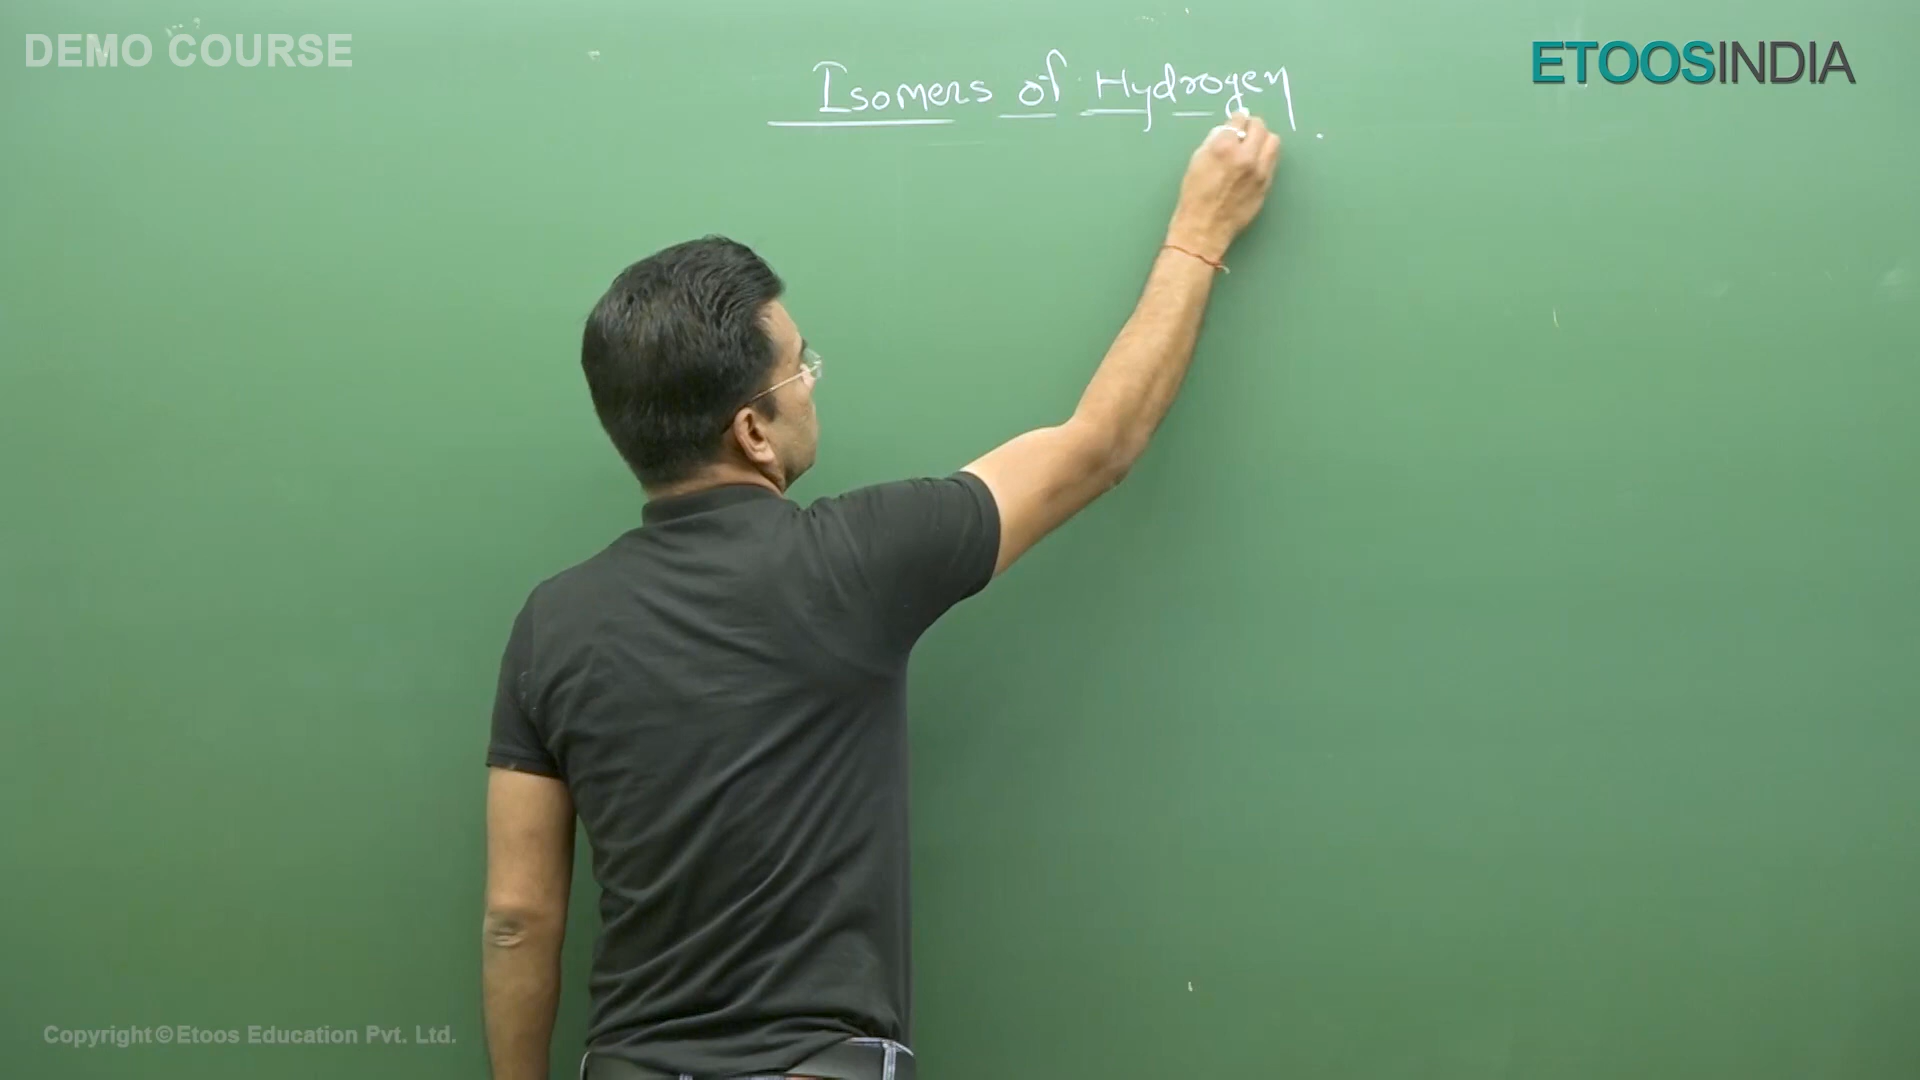 DEMO COURSE
Isomers of Hydrogen
ETOOSINDIA
Copyright © Etoos Education Pvt. Ltd.